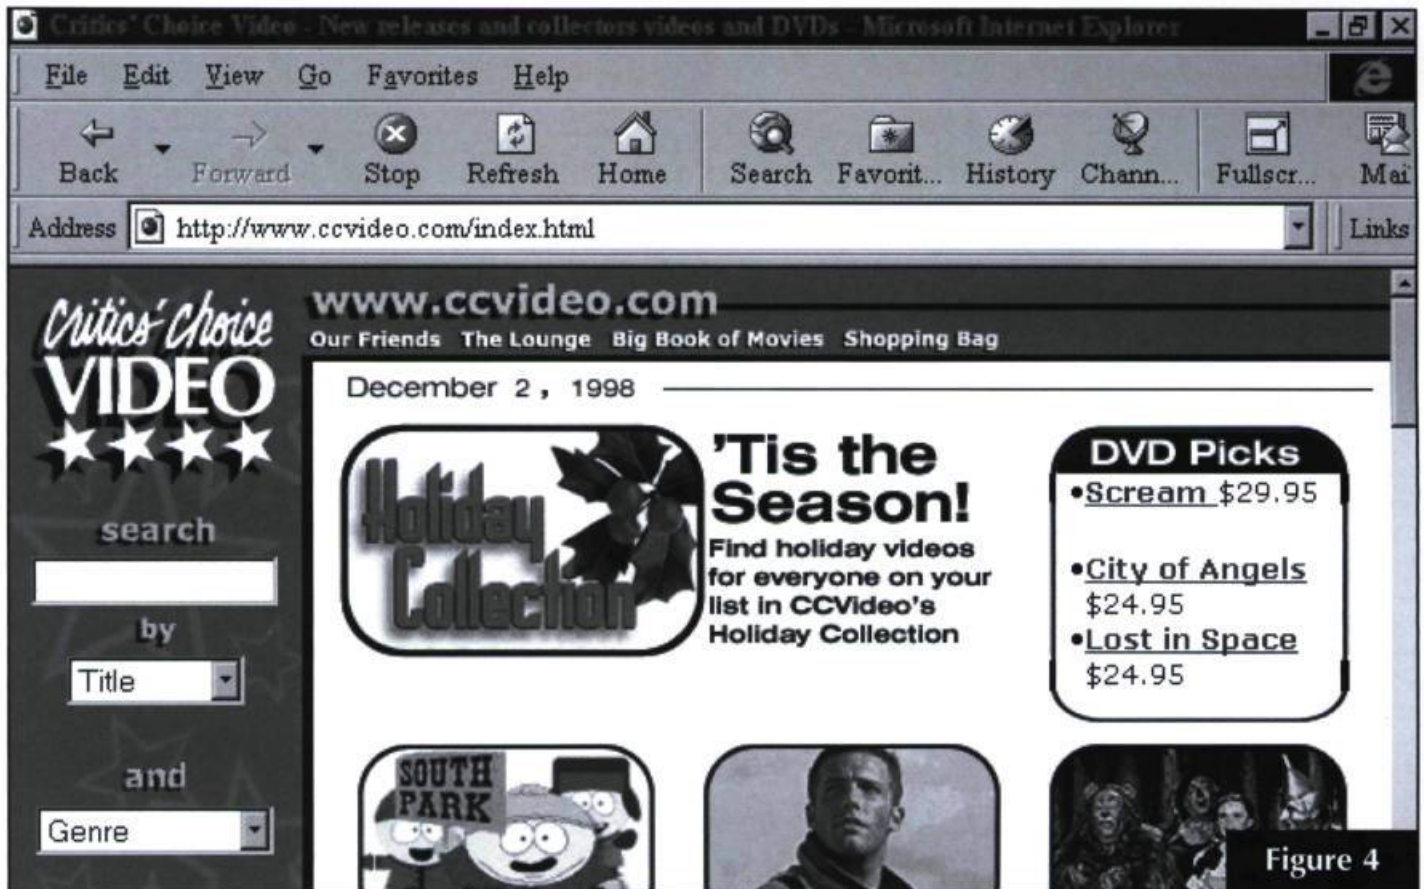 Critics' Choice Video - New releases and collectors videos and DVDs - Microsoft Internet Explorer
File Edit View Go Favorites Help
Back Forward Stop Refresh Home Search Favorit... History Chann... Fullscr... Mai
Address http://www.ccvideo.com/index.html Links
Critics' Choice
VIDEO
www.ccvideo.com
Our Friends The Lounge Big Book of Movies Shopping Bag
December 2, 1998
Holiday
Collection
'Tis the
Season!
Find holiday videos
for everyone on your
list in CCVideo's
Holiday Collection
DVD Picks
•Scream $29.95
•City of Angels
$24.95
•Lost in Space
$24.95
search
by
Title
and
Genre
SOUTH
PARK
Figure 4